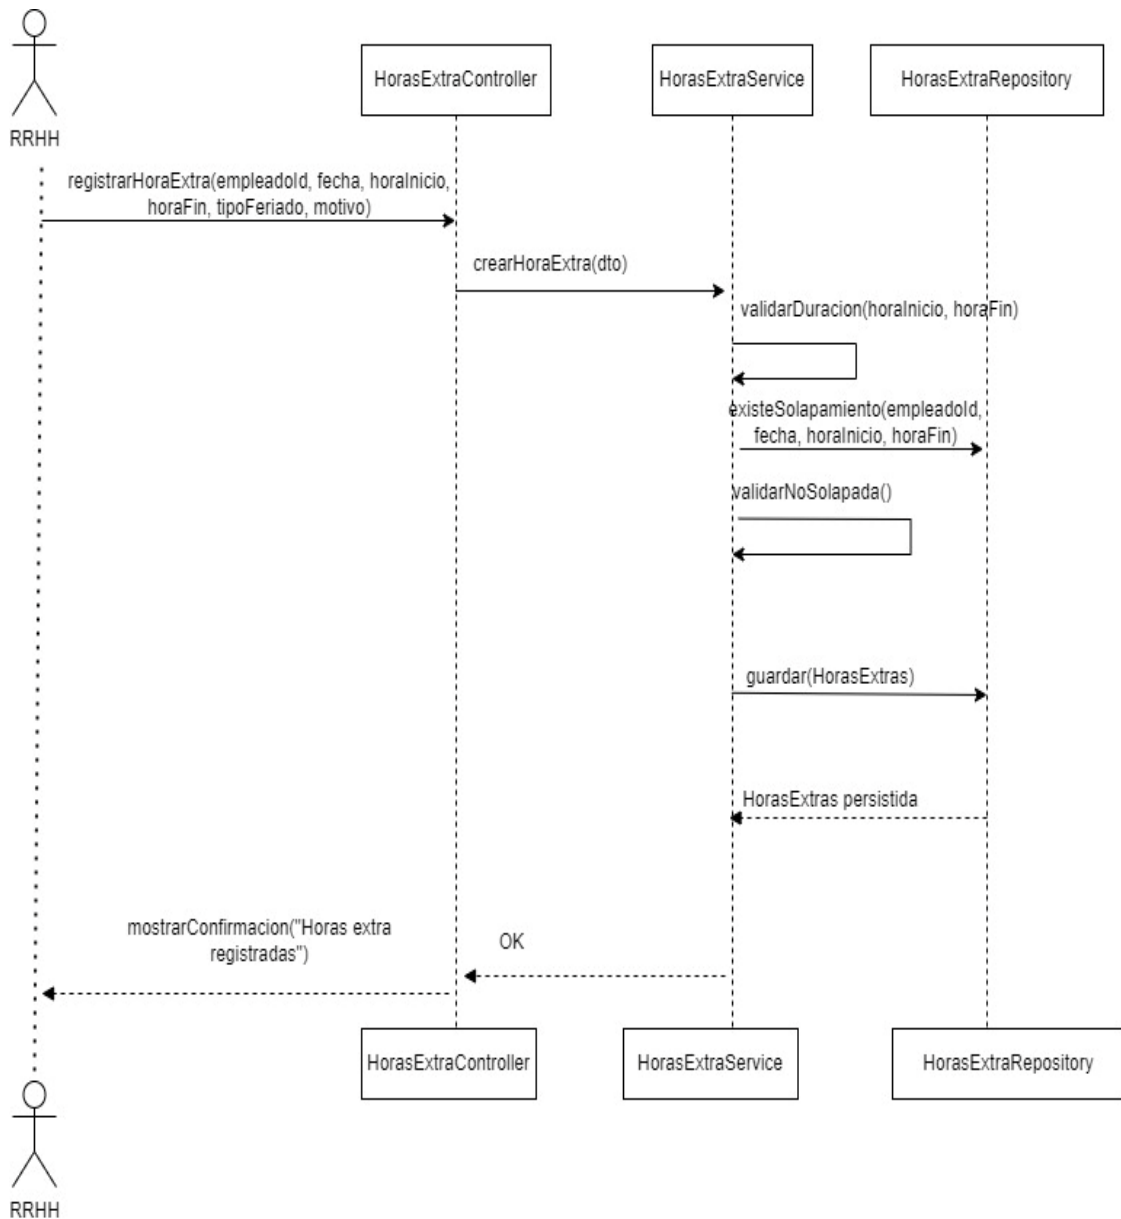 HorasExtraController
HorasExtraService
HorasExtraRepository
RRHH
registrarHoraExtra(empleadoId, fecha, horaInicio,
horaFin, tipoFeriado, motivo)
crearHoraExtra(dto)
validarDuracion(horaInicio, horaFin)
existeSolapamiento(empleadoId,
fecha, horaInicio, horaFin)
validarNoSolapada()
guardar(HorasExtras)
HorasExtras persistida
mostrarConfirmacion("Horas extra
registradas")
OK
HorasExtraController
HorasExtraService
HorasExtraRepository
RRHH